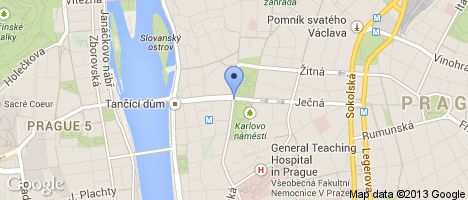 Vítězná
Slovanský
ostrov
zahrada
Pomník svatého
Václava
Holečkova
Zborovská
Janáčkovo nábř
Žitná
Sacré Coeur
Tančící dům
Ječná
Sokolská
PRAG
PRAGUE 5
Karlovo
náměstí
Rumunská
General Teaching
Hospital
in Prague
Všeobecná Fakultní
Nemocnice V Praze
Legerova
Plachty
ská
Google
Map data ©2013 Google